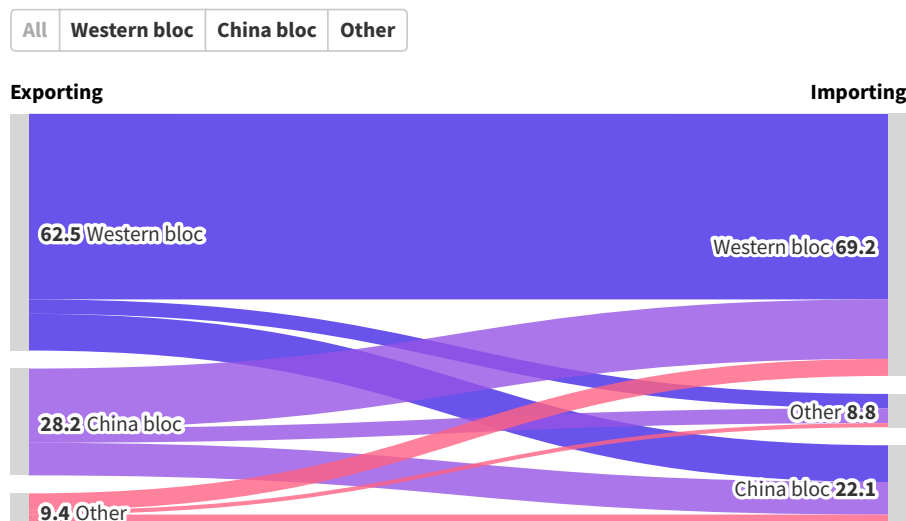 All Western bloc China bloc Other
Exporting Importing
62.5 Western bloc
Western bloc 69.2
Other 8.8
28.2 China bloc
China bloc 22.1
9.4 Other